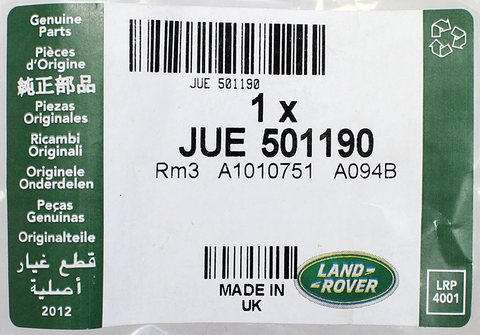 Genuine
Parts
Pièces
d'Origine
純正部品
Piezas
Originales
Ricambi
Originali
Originele
Onderdelen
Peças
Genuinas
Originalteile
قطع غيار
أصلية
2012
JUE 501190
1 x
JUE 501190
Rm3 A1010751 A094B
MADE IN
UK
LAND-
ROVER
LRP
4001